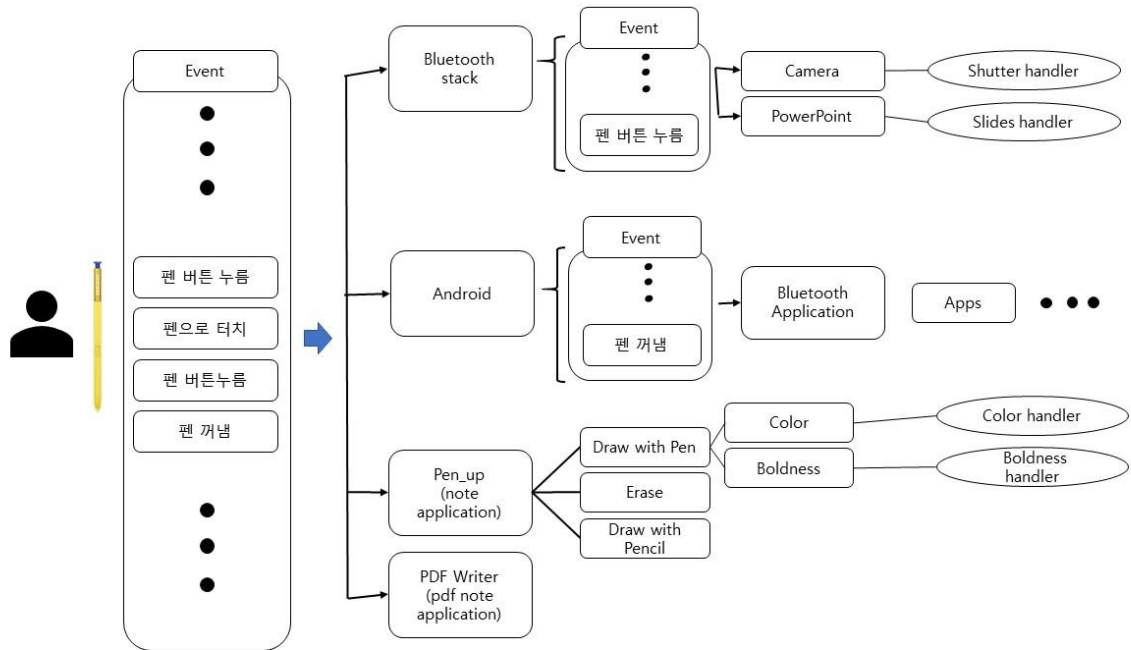 Event
펜 버튼 누름
펜으로 터치
펜 버튼누름
펜 꺼냄
Bluetooth
stack
Event
펜 버튼 누름
Camera
Shutter handler
PowerPoint
Slides handler
Android
Event
펜 꺼냄
Bluetooth
Application
Apps
Pen_up
(note
application)
Draw with Pen
Erase
Draw with
Pencil
Color
Color handler
Boldness
Boldness
handler
PDF Writer
(pdf note
application)